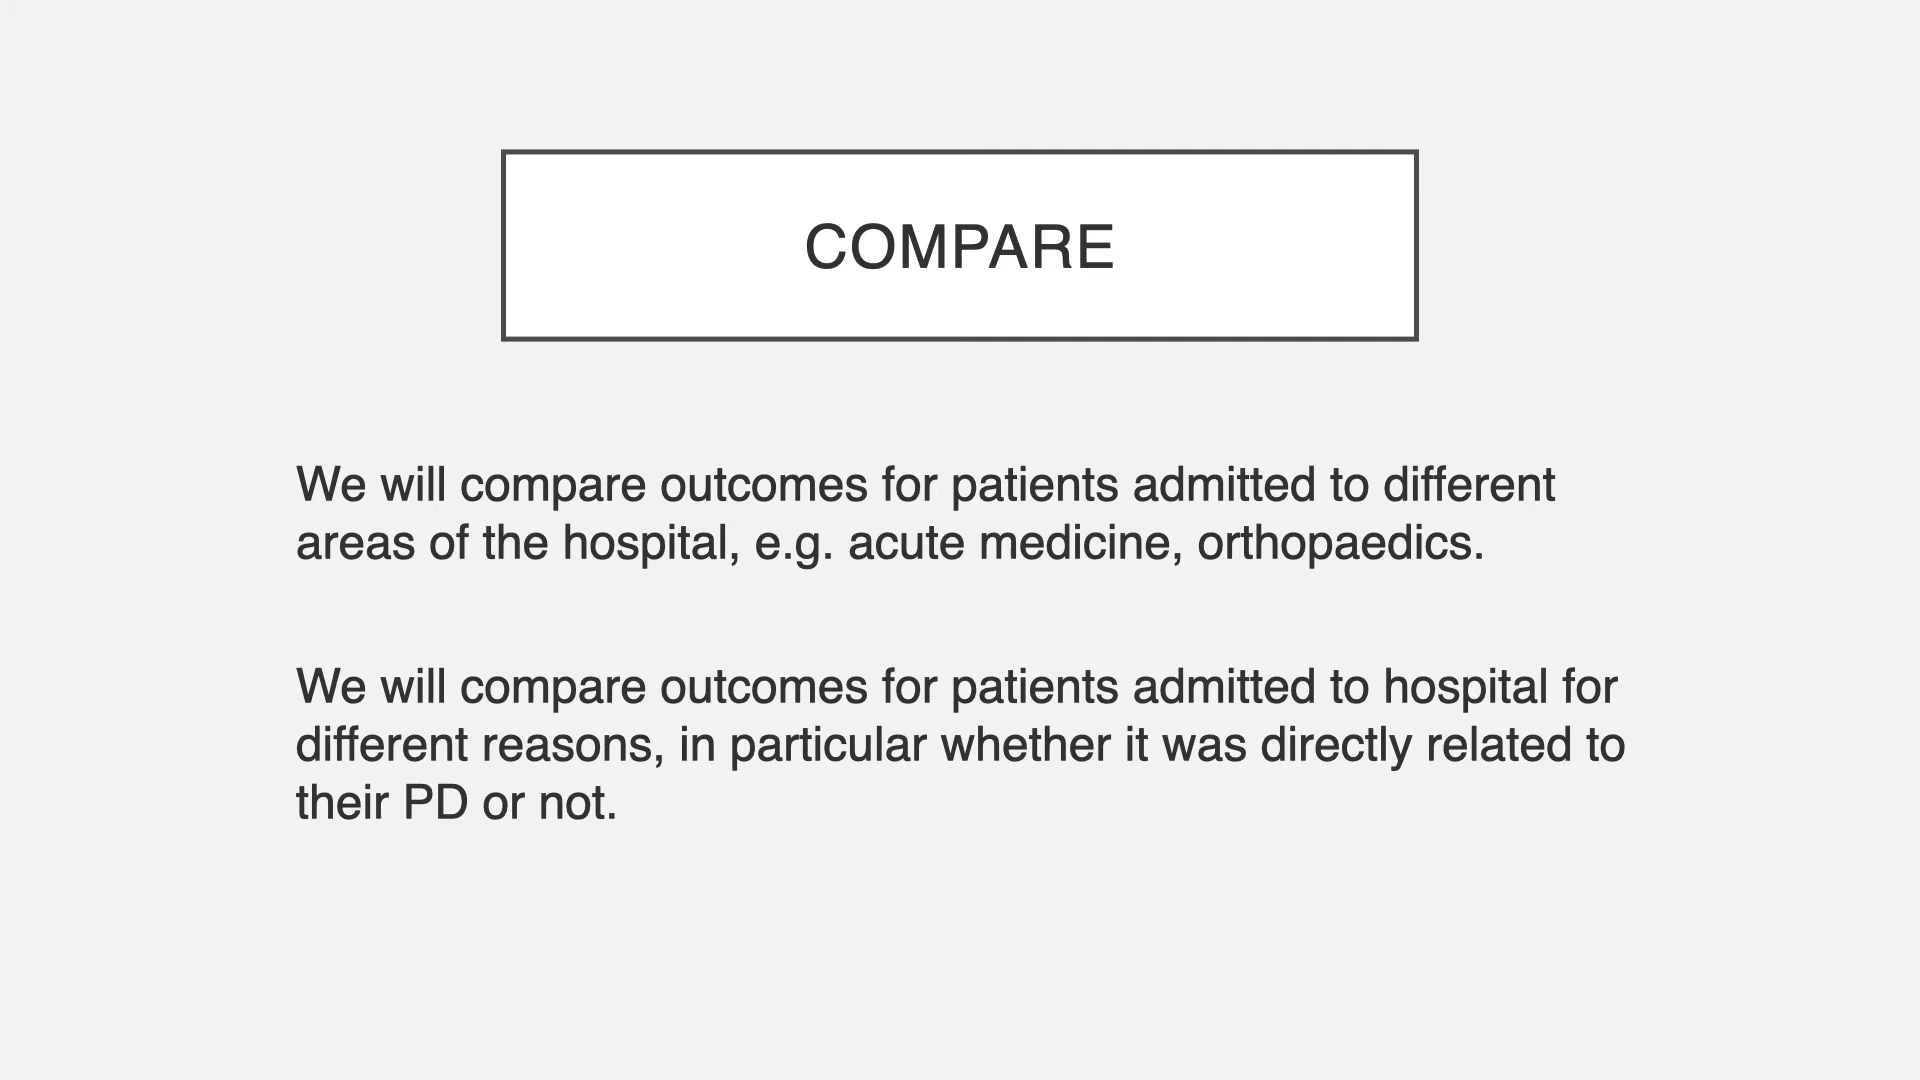 COMPARE
We will compare outcomes for patients admitted to different
areas of the hospital, e.g. acute medicine, orthopaedics.
We will compare outcomes for patients admitted to hospital for
different reasons, in particular whether it was directly related to
their PD or not.